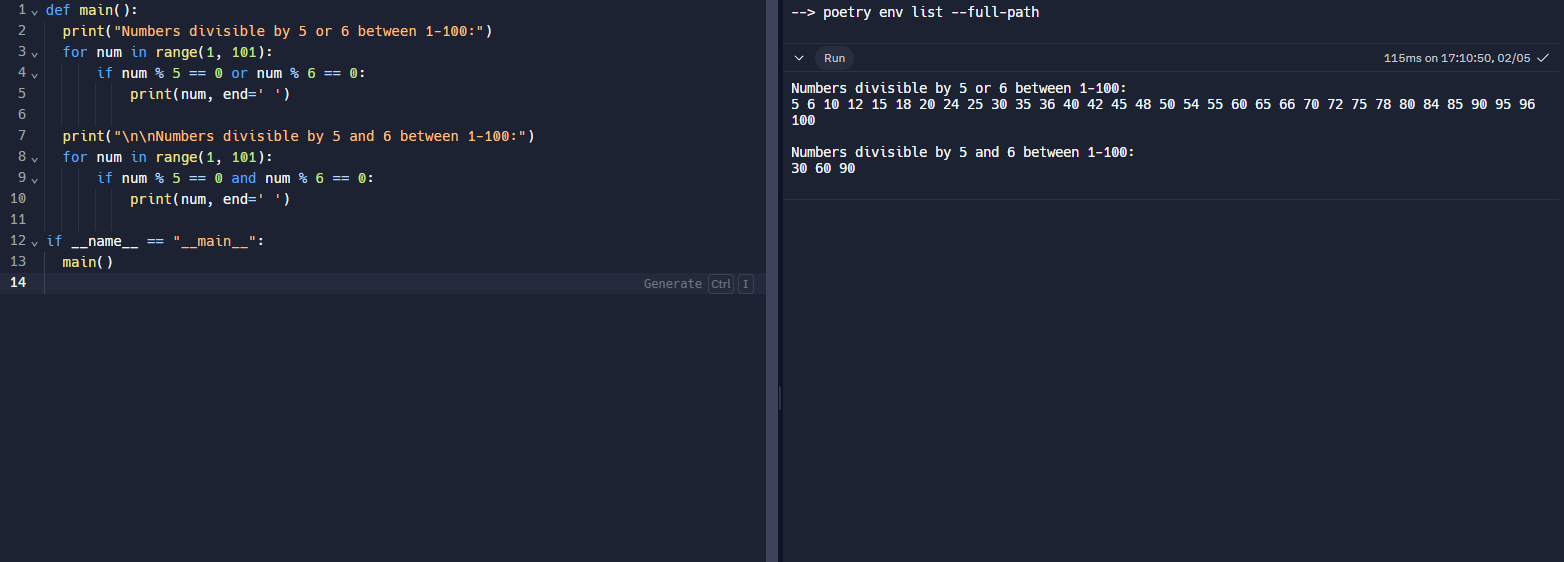 1 def main():
2   print("Numbers divisible by 5 or 6 between 1-100:")
3   for num in range(1, 101):
4       if num % 5 == 0 or num % 6 == 0:
5           print(num, end=' ')
6
7   print("\n\nNumbers divisible by 5 and 6 between 1-100:")
8   for num in range(1, 101):
9       if num % 5 == 0 and num % 6 == 0:
10           print(num, end=' ')
11
12 if __name__ == "__main__":
13   main()
14
Generate Ctrl I
--> poetry env list --full-path
Run 115ms on 17:10:50, 02/05
Numbers divisible by 5 or 6 between 1-100:
5 6 10 12 15 18 20 24 25 30 35 36 40 42 45 48 50 54 55 60 65 66 70 72 75 78 80 84 85 90 95 96
100
Numbers divisible by 5 and 6 between 1-100:
30 60 90